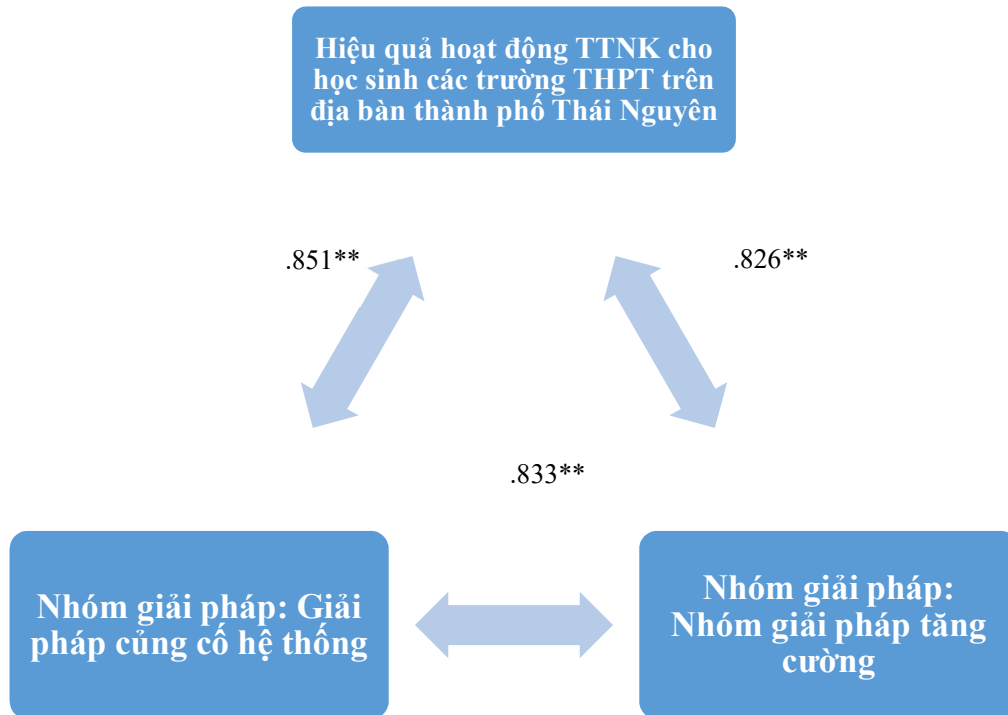 Hiệu quả hoạt động TTNK cho
học sinh các trường THPT trên
địa bàn thành phố Thái Nguyên
.851**
.826**
.833**
Nhóm giải pháp: Giải
pháp củng cố hệ thống
Nhóm giải pháp:
Nhóm giải pháp tăng
cường